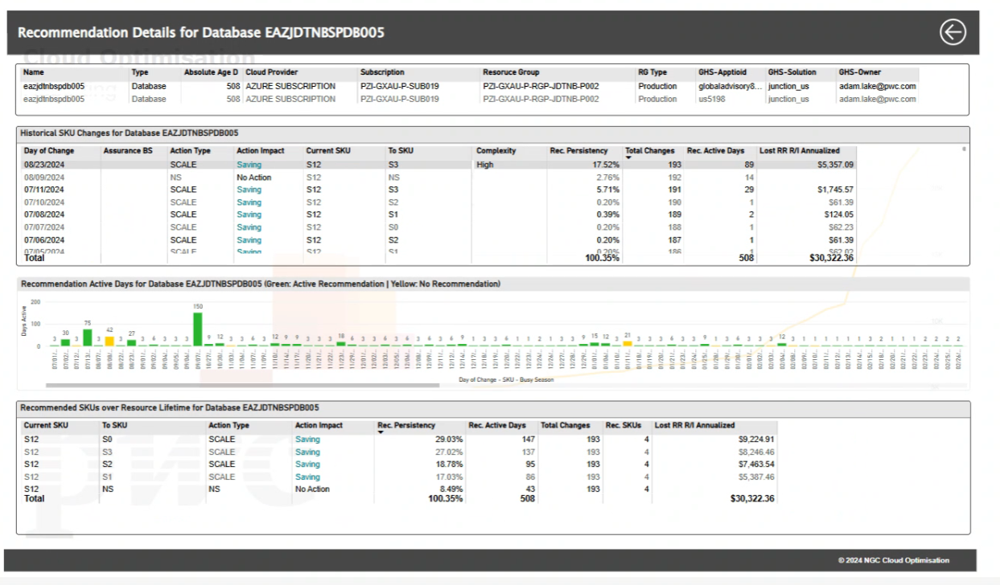 Recommendation Details for Database EAZJDTNBSPDB005
Cloud Optimisation
Name Type Absolute Age D Cloud Provider Subscription Resoruce Group RG Type GHS-Apptioid GHS-Solution GHS-Owner
eazjdtnbspdb005 Database 508 AZURE SUBSCRIPTION PZI-GXAU-P-SUB019 PZI-GXAU-P-RGP-JDTNB-P002 Production globaladvisory8... junction_us adam.lake@pwc.com
eazjdtnbspdb005 Database 508 AZURE SUBSCRIPTION PZI-GXAU-P-SUB019 PZI-GXAU-P-RGP-JDTNB-P002 Production us5198 junction_us adam.lake@pwc.com
Historical SKU Changes for Database EAZJDTNBSPDB005
Day of Change Assurance BS Action Type Action Impact Current SKU To SKU Complexity Rec. Persistency Total Changes Rec. Active Days Lost RR R/I Annualized
08/23/2024 SCALE Saving S12 S3 High 17.52% 193 89 $5,357.09
08/09/2024 NS No Action S12 NS 2.76% 192 14
07/11/2024 SCALE Saving S12 S3 5.71% 191 29 $1,745.57
07/10/2024 SCALE Saving S12 S2 0.20% 190 1 $61.39
07/08/2024 SCALE Saving S12 S1 0.39% 189 2 $124.05
07/07/2024 SCALE Saving S12 S0 0.20% 188 1 $62.23
07/06/2024 SCALE Saving S12 S2 0.20% 187 1 $61.39
07/05/2024 SCALE Saving S12 S1 0.20% 186 1 $62.02
Total 100.35% 508 $30,322.36
Recommendation Active Days for Database EAZJDTNBSPDB005 (Green: Active Recommendation | Yellow: No Recommendation)
Days Active
200
100
0
3 30 3 75 3 42 3 27 3 6 3 3 3 150 9 12 3 3 6 3 12 9 9 3 3 3 18 6 3 3 6 3 6 3 6 3 6 9 1 3 3 6 1 1 2 1 3 3 9 15 12 3 21 1 3 3 3 3 3 9 1 3 6 3 3 3 12 3 1 1 1 1 1 1 3 2 1 1 1 2 2 2 2
Day of Change - SKU - Busy Season
Recommended SKUs over Resource Lifetime for Database EAZJDTNBSPDB005
Current SKU To SKU Action Type Action Impact Rec. Persistency Rec. Active Days Total Changes Rec. SKUs Lost RR R/I Annualized
S12 S0 SCALE Saving 29.03% 147 193 4 $9,224.91
S12 S3 SCALE Saving 27.02% 137 193 4 $8,246.46
S12 S2 SCALE Saving 18.78% 95 193 4 $7,463.54
S12 S1 SCALE Saving 17.03% 86 193 4 $5,387.46
S12 NS NS No Action 8.49% 43 193 4
Total 100.35% 508 $30,322.36
pwc
© 2024 NGC Cloud Optimisation